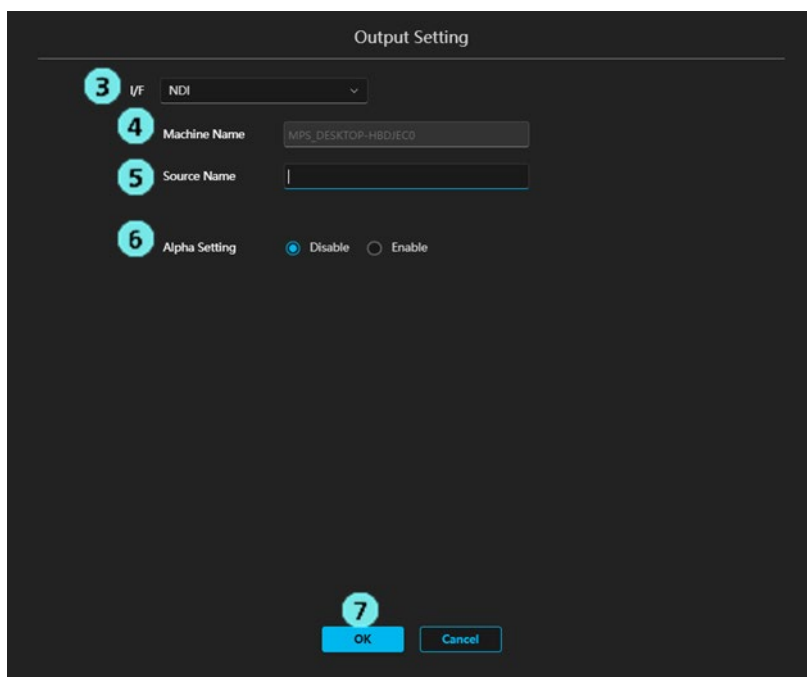 Output Setting
3 I/F NDI
4 Machine Name MPS_DESKTOP-HBDJEC0
5 Source Name
6 Alpha Setting Disable Enable
7
OK Cancel